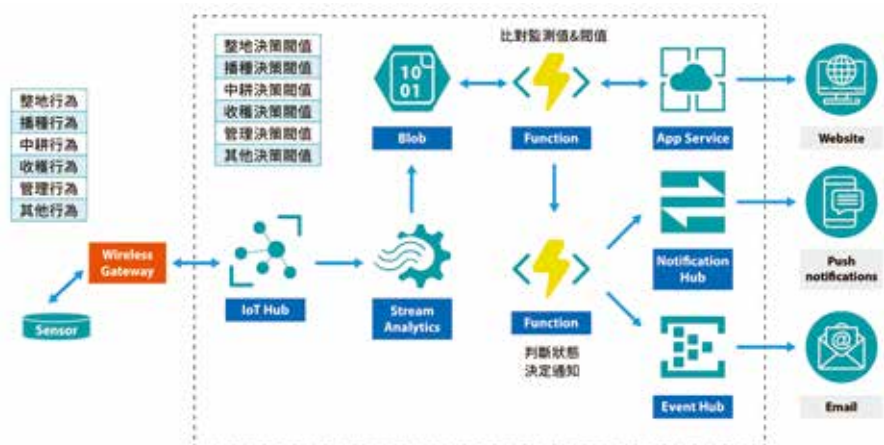 整地行為
播種行為
中耕行為
收穫行為
管理行為
其他行為
Wireless
Gateway
Sensor
整地決策閥值
播種決策閥值
中耕決策閥值
收穫決策閥值
管理決策閥值
其他決策閥值
IoT Hub
Stream
Analytics
10
01
Blob
比對監測值&閥值
Function
App Service
Website
Function
判斷狀態
決定通知
Notification
Hub
Push
notifications
Event Hub
@
Email